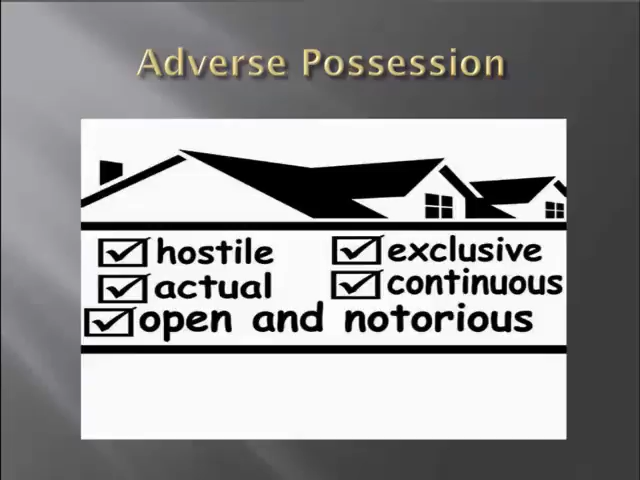 Adverse Possession
hostile exclusive
actual continuous
open and notorious